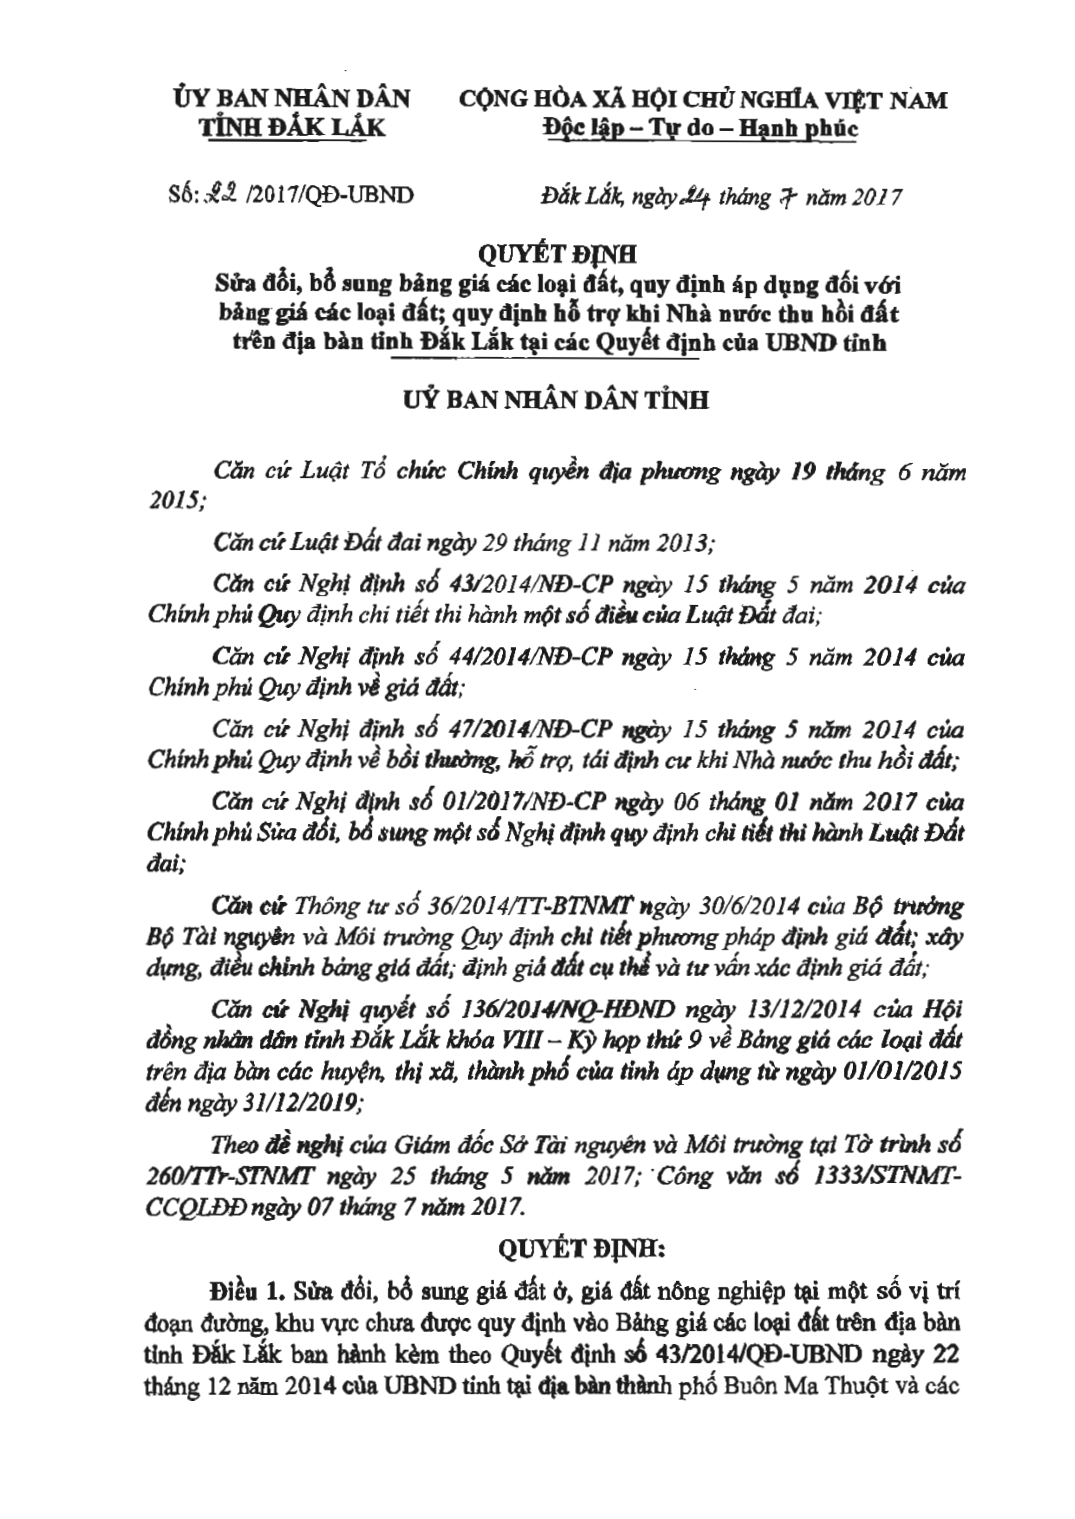 ỦY BAN NHÂN DÂN
TỈNH ĐẮK LẮK
CỘNG HÒA XÃ HỘI CHỦ NGHĨA VIỆT NAM
Độc lập – Tự do – Hạnh phúc
Số: 22 /2017/QĐ-UBND
Đắk Lắk, ngày 24 tháng 7 năm 2017
QUYẾT ĐỊNH
Sửa đổi, bổ sung bảng giá các loại đất, quy định áp dụng đối với
bảng giá các loại đất; quy định hỗ trợ khi Nhà nước thu hồi đất
trên địa bàn tỉnh Đắk Lắk tại các Quyết định của UBND tỉnh
UỶ BAN NHÂN DÂN TỈNH
Căn cứ Luật Tổ chức Chính quyền địa phương ngày 19 tháng 6 năm
2015;
Căn cứ Luật Đất đai ngày 29 tháng 11 năm 2013;
Căn cứ Nghị định số 43/2014/NĐ-CP ngày 15 tháng 5 năm 2014 của
Chính phủ Quy định chi tiết thi hành một số điều của Luật Đất đai;
Căn cứ Nghị định số 44/2014/NĐ-CP ngày 15 tháng 5 năm 2014 của
Chính phủ Quy định về giá đất;
Căn cứ Nghị định số 47/2014/NĐ-CP ngày 15 tháng 5 năm 2014 của
Chính phủ Quy định về bồi thường, hỗ trợ, tái định cư khi Nhà nước thu hồi đất;
Căn cứ Nghị định số 01/2017/NĐ-CP ngày 06 tháng 01 năm 2017 của
Chính phủ Sửa đổi, bổ sung một số Nghị định quy định chi tiết thi hành Luật Đất
đai;
Căn cứ Thông tư số 36/2014/TT-BTNMT ngày 30/6/2014 của Bộ trưởng
Bộ Tài nguyên và Môi trường Quy định chi tiết phương pháp định giá đất; xây
dựng, điều chỉnh bảng giá đất; định giá đất cụ thể và tư vấn xác định giá đất;
Căn cứ Nghị quyết số 136/2014/NQ-HĐND ngày 13/12/2014 của Hội
đồng nhân dân tỉnh Đắk Lắk khóa VIII – Kỳ họp thứ 9 về Bảng giá các loại đất
trên địa bàn các huyện, thị xã, thành phố của tỉnh áp dụng từ ngày 01/01/2015
đến ngày 31/12/2019;
Theo đề nghị của Giám đốc Sở Tài nguyên và Môi trường tại Tờ trình số
260/TTr-STNMT ngày 25 tháng 5 năm 2017; Công văn số 1333/STNMT-
CCQLĐĐ ngày 07 tháng 7 năm 2017.
QUYẾT ĐỊNH:
Điều 1. Sửa đổi, bổ sung giá đất ở, giá đất nông nghiệp tại một số vị trí
đoạn đường, khu vực chưa được quy định vào Bảng giá các loại đất trên địa bàn
tỉnh Đắk Lắk ban hành kèm theo Quyết định số 43/2014/QĐ-UBND ngày 22
tháng 12 năm 2014 của UBND tỉnh tại địa bàn thành phố Buôn Ma Thuột và các